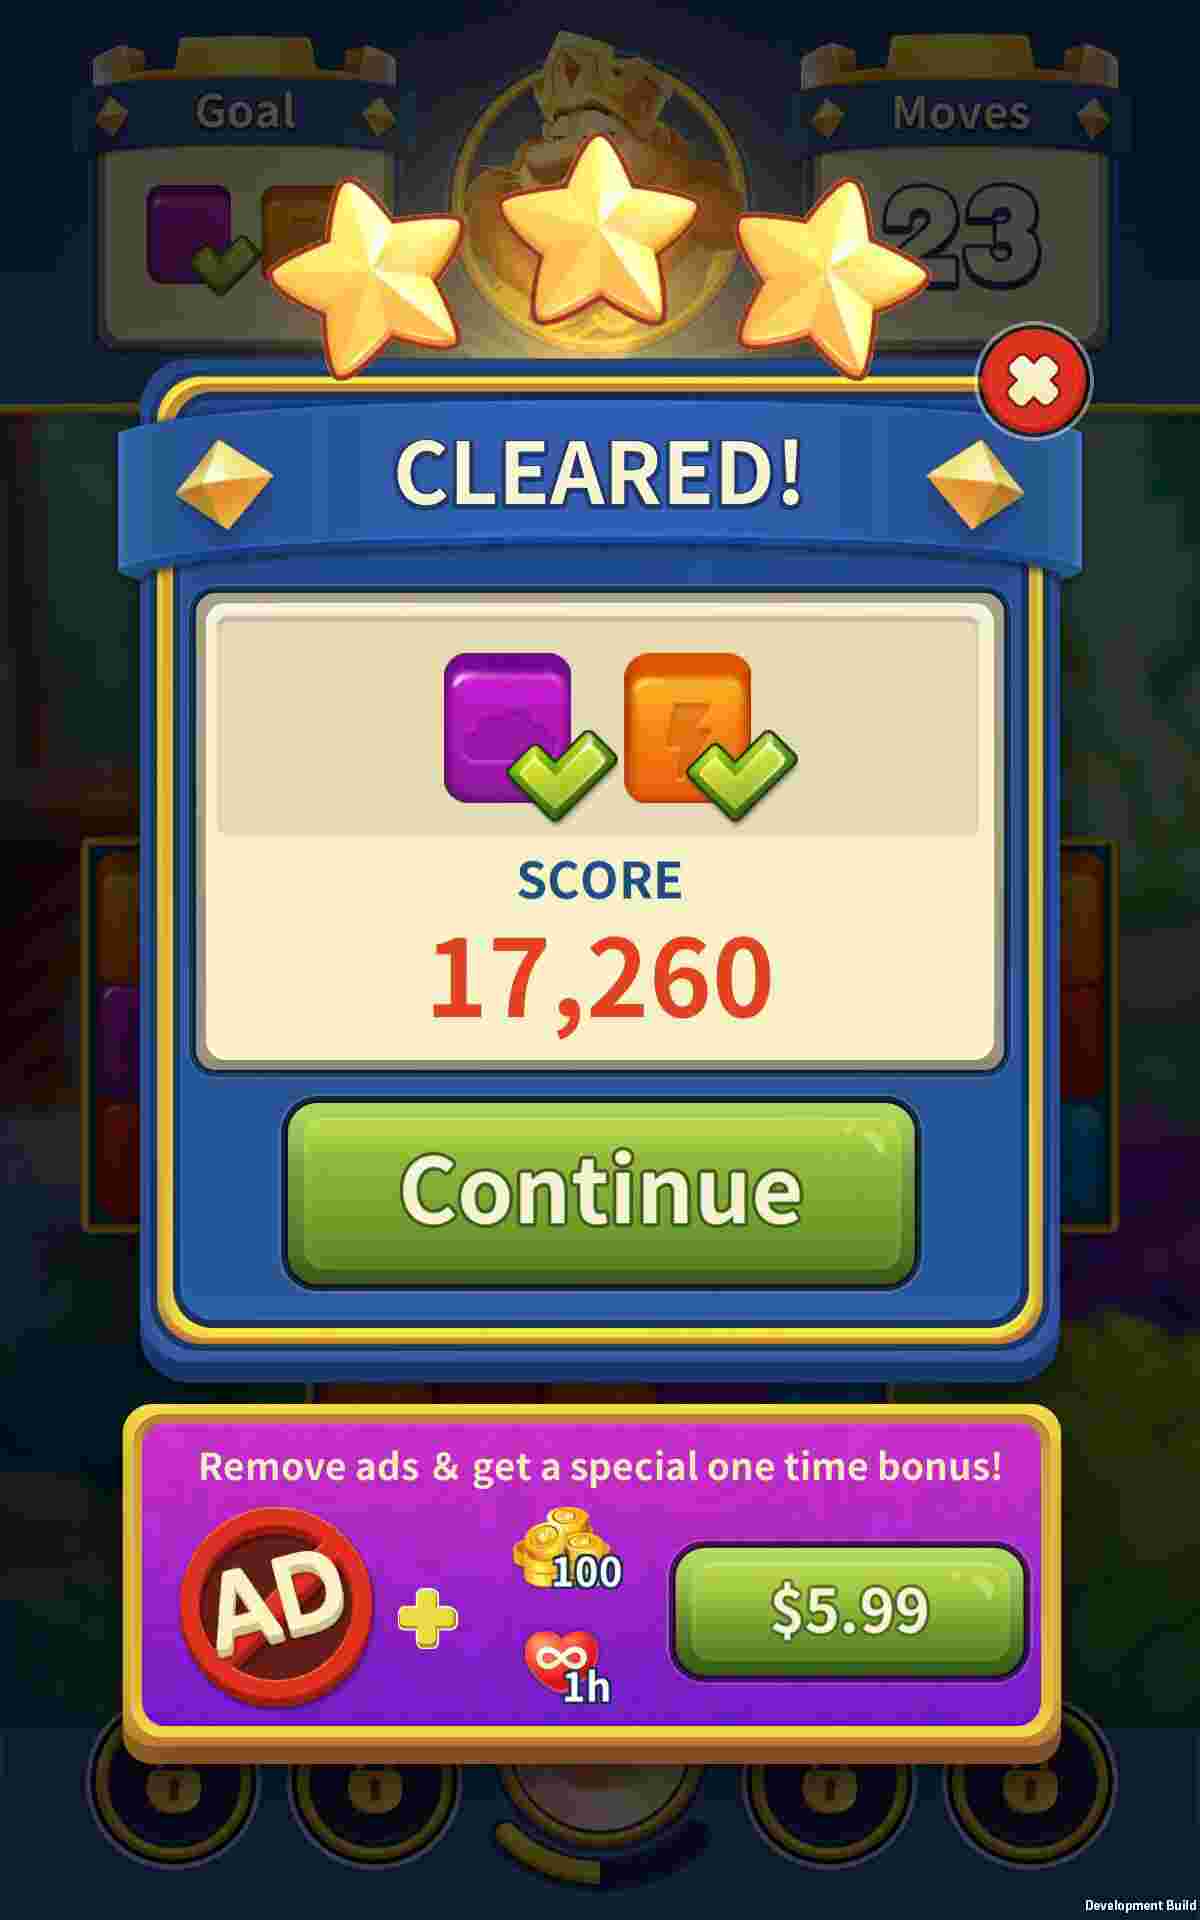 Goal
Moves
23
CLEARED!
SCORE
17,260
Continue
Remove ads & get a special one time bonus!
AD
100
1h
$5.99
Development Build